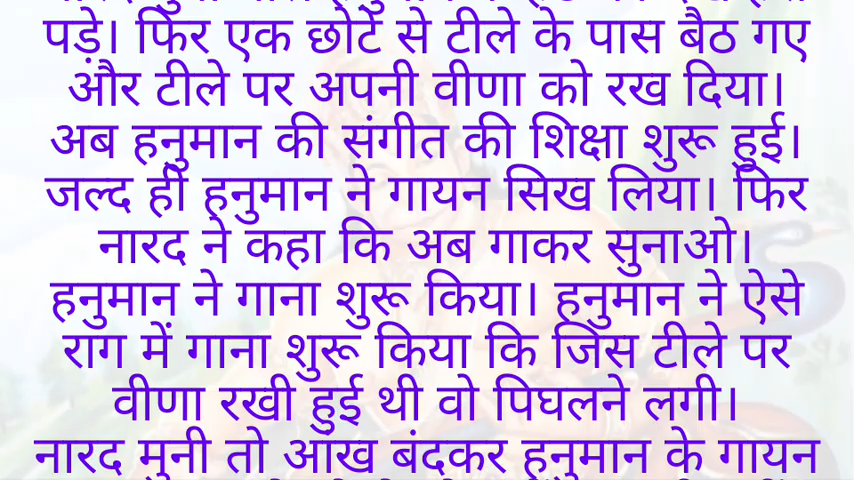 पड़े। फिर एक छोटे से टीले के पास बैठ गए
और टीले पर अपनी वीणा को रख दिया।
अब हनुमान की संगीत की शिक्षा शुरू हुई।
जल्द ही हनुमान ने गायन सिख लिया। फिर
नारद ने कहा कि अब गाकर सुनाओ।
हनुमान ने गाना शुरू किया। हनुमान ने ऐसे
राग में गाना शुरू किया कि जिस टीले पर
वीणा रखी हुई थी वो पिघलने लगी।
नारद मुनी तो आंख बंदकर हनुमान के गायन